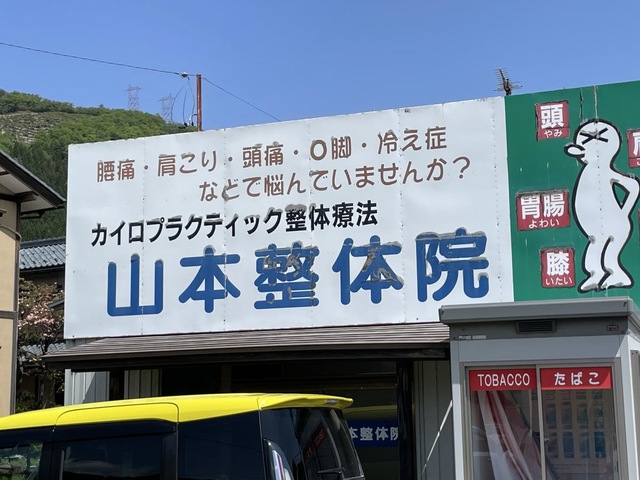 腰痛・肩こり・頭痛・O脚・冷え症
などで悩んでいませんか？
カイロプラクティック整体療法
山本整体院
頭
やみ
胃腸
よわい
膝
いたい
TOBACCO
たばこ
本整体院